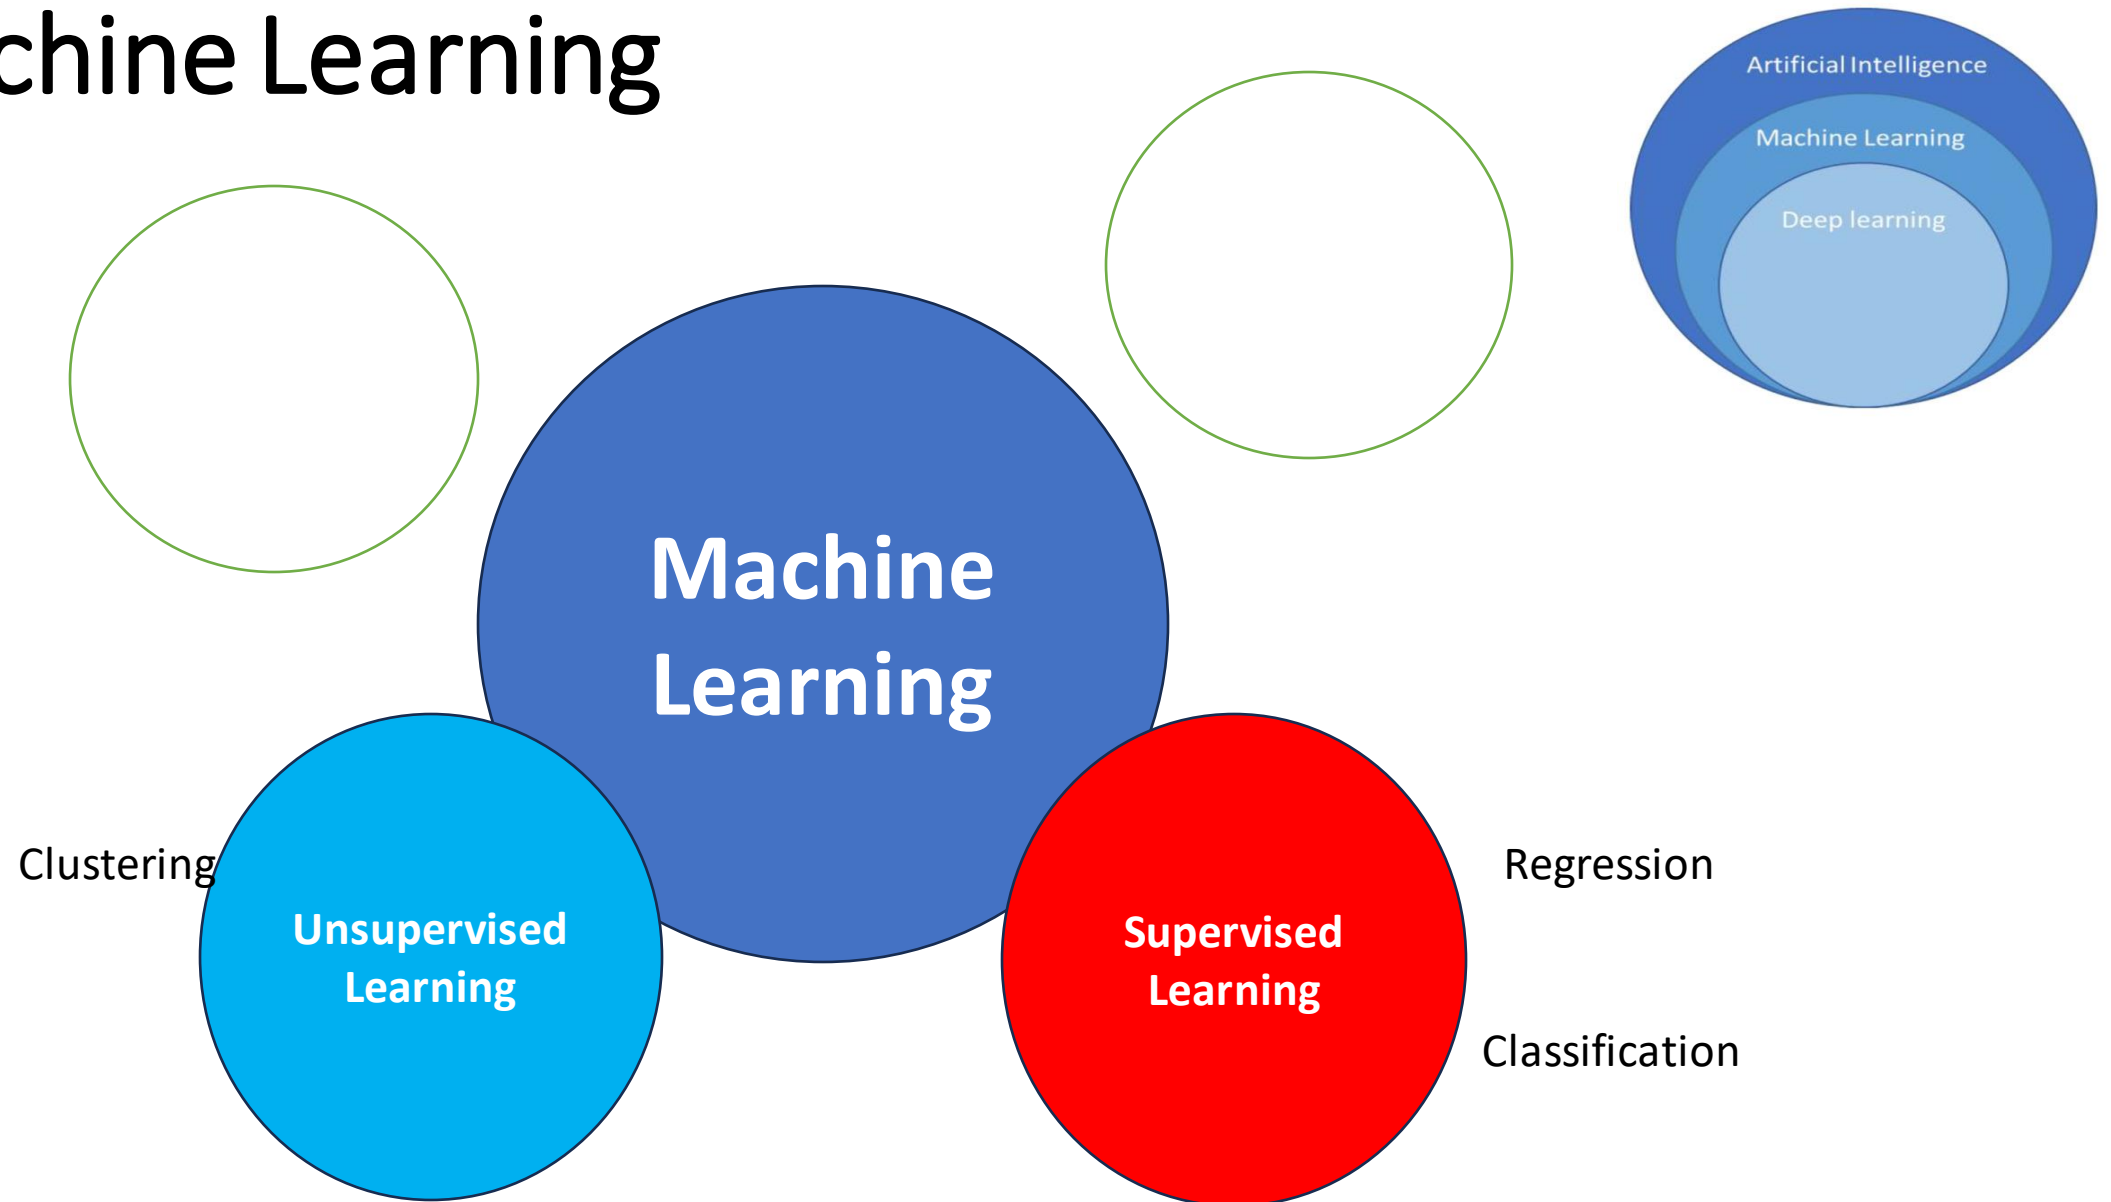 chine Learning
Artificial Intelligence
Machine Learning
Deep learning
Machine
Learning
Clustering
Unsupervised
Learning
Supervised
Learning
Regression
Classification